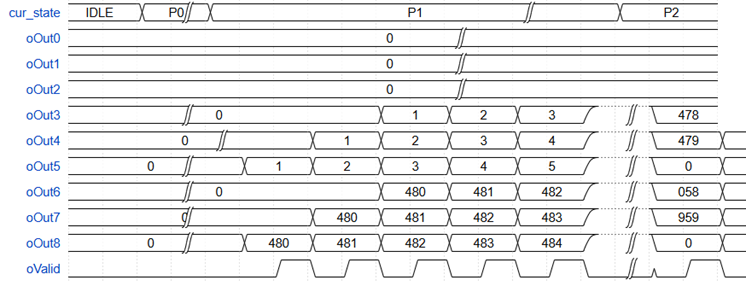 cur_state IDLE P0 P1 P2
oOut0 0
oOut1 0
oOut2 0
oOut3 0 1 2 3 478
oOut4 0 1 2 3 4 479
oOut5 0 1 2 3 4 5 0
oOut6 0 480 481 482 058
oOut7 0 480 481 482 483 959
oOut8 0 480 481 482 483 484 0
oValid